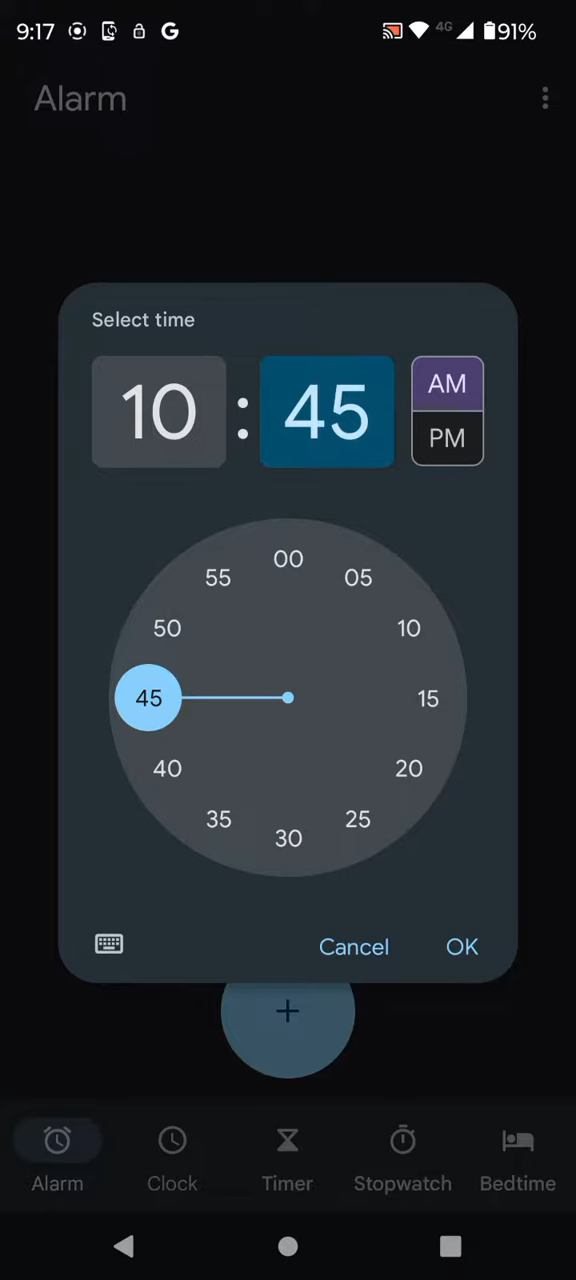 9:17 G 4G 91%
Alarm
Select time
10 : 45 AM
PM
00
55 05
50 10
45 15
40 20
35 25
30
Cancel OK
+
Alarm Clock Timer Stopwatch Bedtime